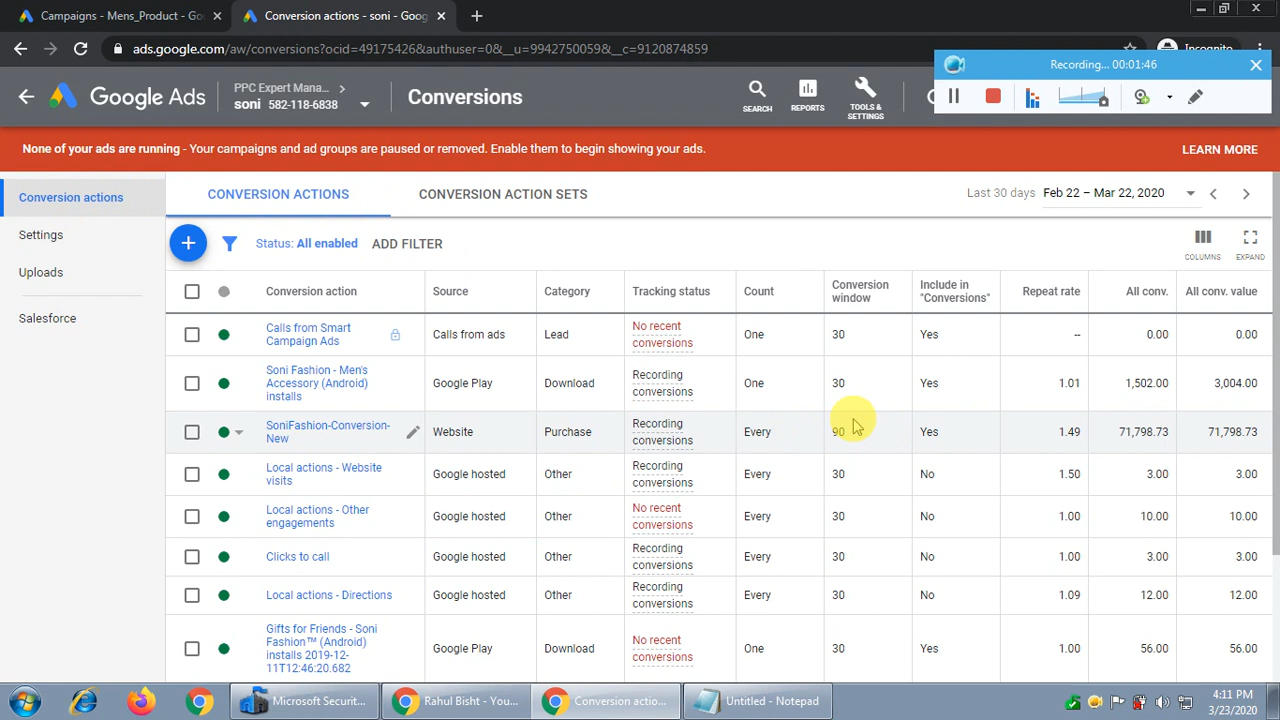 Campaigns - Mens_Product - Go
Conversion actions - soni - Goog
ads.google.com/aw/conversions?ocid=49175426&authuser=0&__u=9942750059&__c=9120874859
Incognito
Recording... 00:01:46
Google Ads
PPC Expert Mana...
soni 582-118-6838
Conversions
SEARCH
REPORTS
TOOLS &
SETTINGS
None of your ads are running - Your campaigns and ad groups are paused or removed. Enable them to begin showing your ads.
LEARN MORE
Conversion actions
Settings
Uploads
Salesforce
CONVERSION ACTIONS
CONVERSION ACTION SETS
Last 30 days Feb 22 – Mar 22, 2020
Status: All enabled ADD FILTER
COLUMNS
EXPAND
Conversion action
Source
Category
Tracking status
Count
Conversion
window
Include in
"Conversions"
Repeat rate
All conv.
All conv. value
Calls from Smart
Campaign Ads
Calls from ads
Lead
No recent
conversions
One
30
Yes
--
0.00
0.00
Soni Fashion - Men's
Accessory (Android)
installs
Google Play
Download
Recording
conversions
One
30
Yes
1.01
1,502.00
3,004.00
SoniFashion-Conversion-
New
Website
Purchase
Recording
conversions
Every
90
Yes
1.49
71,798.73
71,798.73
Local actions - Website
visits
Google hosted
Other
Recording
conversions
Every
30
No
1.50
3.00
3.00
Local actions - Other
engagements
Google hosted
Other
No recent
conversions
Every
30
No
1.00
10.00
10.00
Clicks to call
Google hosted
Other
Recording
conversions
Every
30
No
1.00
3.00
3.00
Local actions - Directions
Google hosted
Other
Recording
conversions
Every
30
No
1.09
12.00
12.00
Gifts for Friends - Soni
Fashion™ (Android)
installs 2019-12-
11T12:46:20.682
Google Play
Download
No recent
conversions
One
30
Yes
1.00
56.00
56.00
Microsoft Securit...
Rahul Bisht - You...
Conversion actio...
Untitled - Notepad
4:11 PM
3/23/2020